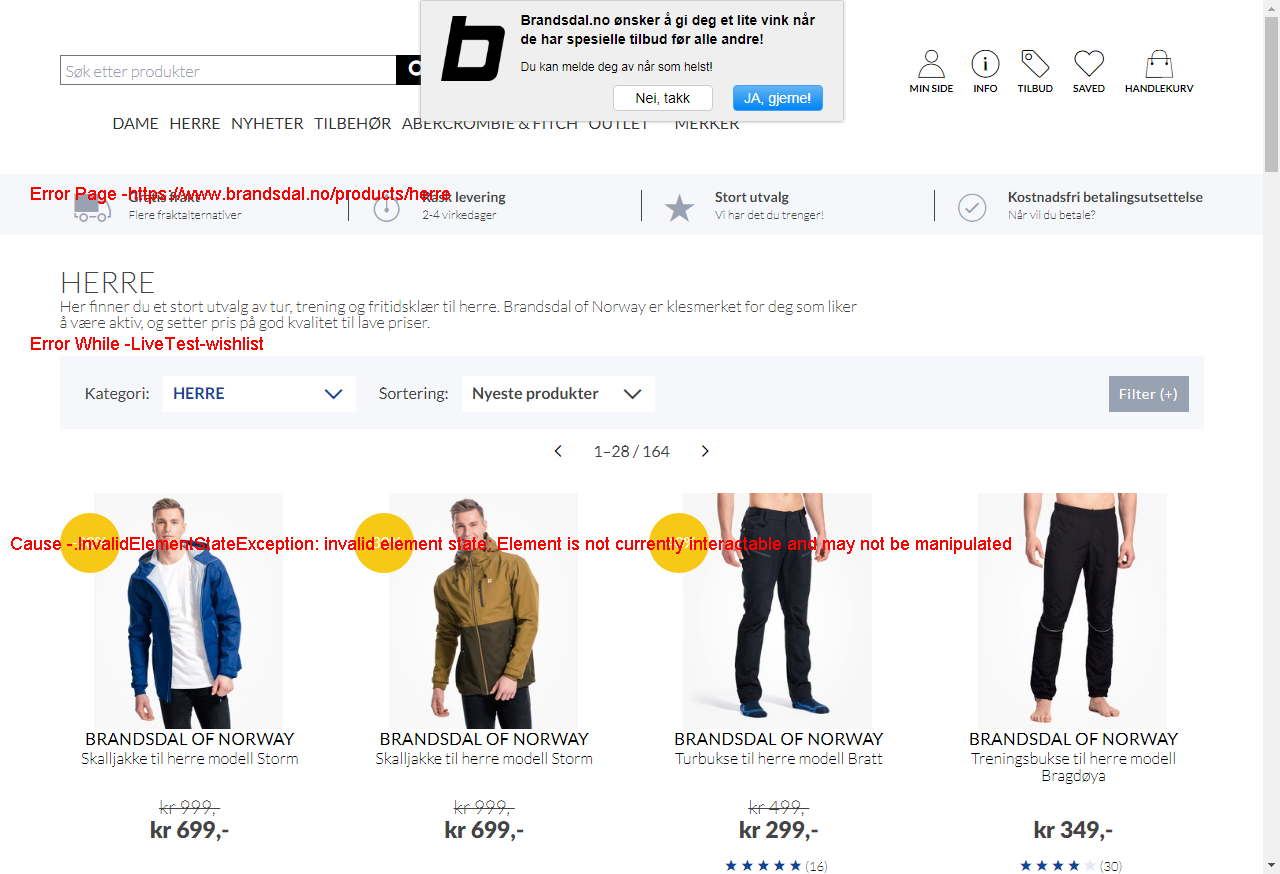 Brandsdal.no ønsker å gi deg et lite vink når
de har spesielle tilbud før alle andre!
Du kan melde deg av når som helst!
Nei, takk
JA, gjerne!
Søk etter produkter
MIN SIDE
INFO
TILBUD
SAVED
HANDLEKURV
DAME HERRE NYHETER TILBEHØR ABERCROMBIE & FITCH OUTLET MERKER
Error Page -https://www.brandsdal.no/products/herre
Gratis frakt
Flere fraktalternativer
Rask levering
2-4 virkedager
Stort utvalg
Vi har det du trenger!
Kostnadsfri betalingsutsettelse
Når vil du betale?
HERRE
Her finner du et stort utvalg av tur, trening og fritidsklær til herre. Brandsdal of Norway er klesmerket for deg som liker
å være aktiv, og setter pris på god kvalitet til lave priser.
Error While -LiveTest-wishlist
Kategori: HERRE Sortering: Nyeste produkter Filter (+)
1–28 / 164
Cause -.InvalidElementStateException: invalid element state: Element is not currently interactable and may not be manipulated
BRANDSDAL OF NORWAY
Skalljakke til herre modell Storm
kr 999,-
kr 699,-
BRANDSDAL OF NORWAY
Skalljakke til herre modell Storm
kr 999,-
kr 699,-
BRANDSDAL OF NORWAY
Turbukse til herre modell Bratt
kr 499,-
kr 299,-
(16)
BRANDSDAL OF NORWAY
Treningsbukse til herre modell
Bragdøya
kr 349,-
(30)